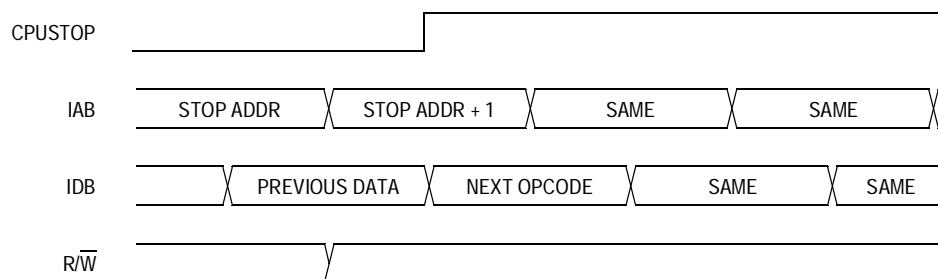 CPUSTOP
IAB STOP ADDR STOP ADDR + 1 SAME SAME
IDB PREVIOUS DATA NEXT OPCODE SAME SAME
R/W̅